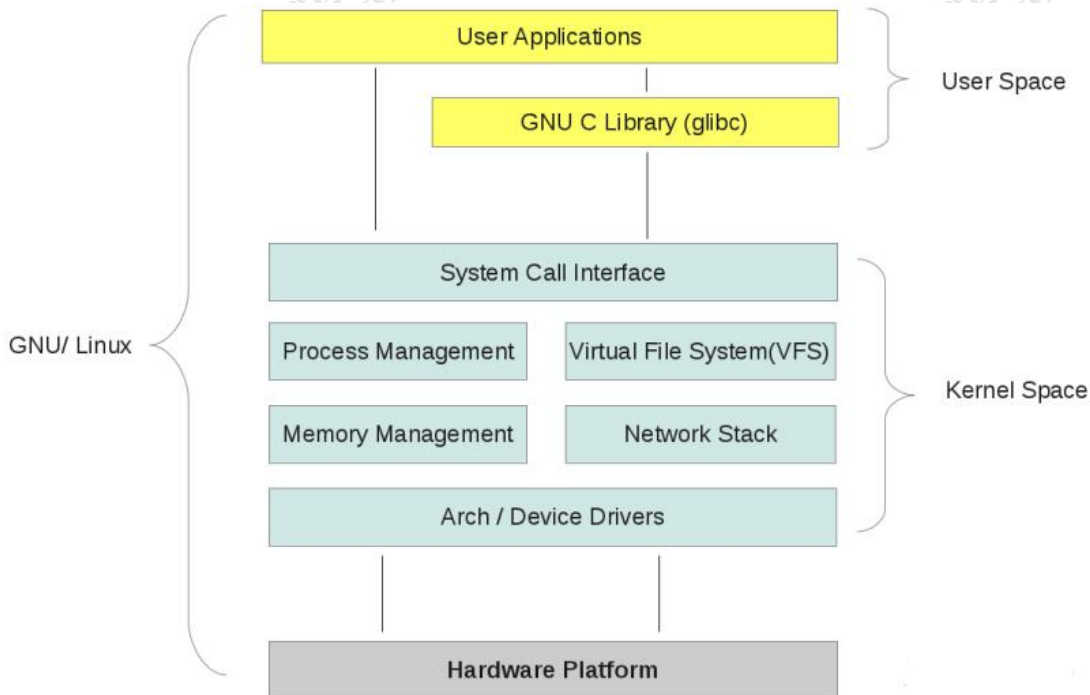 User Applications
User Space
GNU C Library (glibc)
System Call Interface
GNU/ Linux
Process Management
Virtual File System(VFS)
Kernel Space
Memory Management
Network Stack
Arch / Device Drivers
Hardware Platform